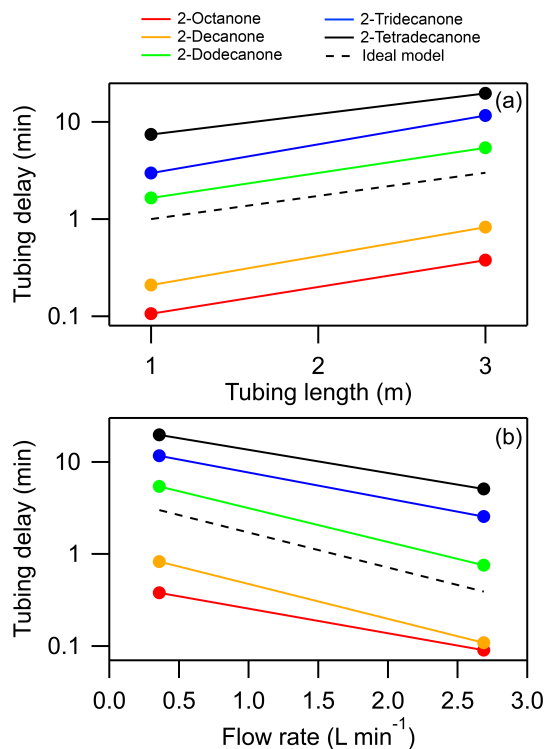 2-Octanone
2-Decanone
2-Dodecanone
2-Tridecanone
2-Tetradecanone
Ideal model
(a)
Tubing delay (min)
10
1
0.1
1
2
3
Tubing length (m)
(b)
Tubing delay (min)
10
1
0.1
0.0
0.5
1.0
1.5
2.0
2.5
3.0
Flow rate (L min⁻¹)